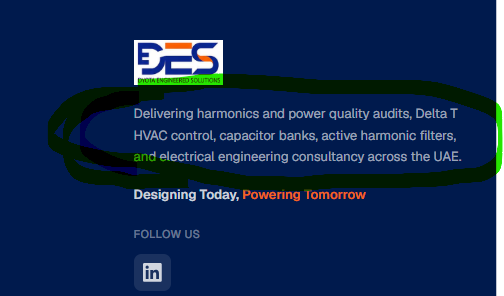 DES
DYOTA ENGINEERED SOLUTIONS
Delivering harmonics and power quality audits, Delta T
HVAC control, capacitor banks, active harmonic filters,
and electrical engineering consultancy across the UAE.
Designing Today, Powering Tomorrow
FOLLOW US
in